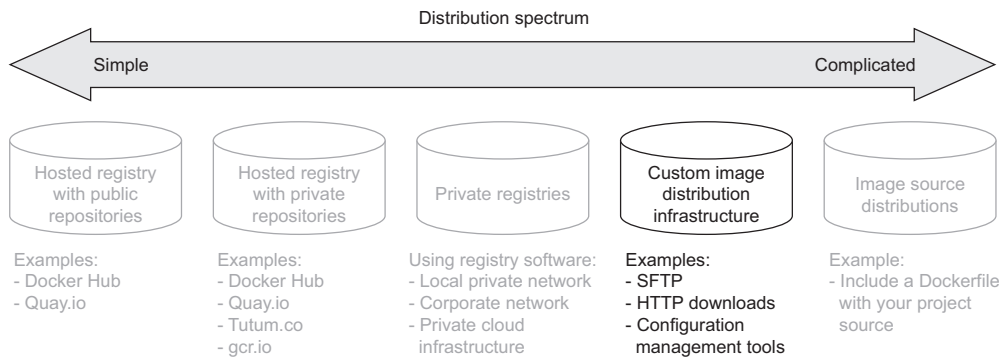 Distribution spectrum
Simple
Complicated
Hosted registry
with public
repositories
Examples:
- Docker Hub
- Quay.io
Hosted registry
with private
repositories
Examples:
- Docker Hub
- Quay.io
- Tutum.co
- gcr.io
Private registries
Using registry software:
- Local private network
- Corporate network
- Private cloud
infrastructure
Custom image
distribution
infrastructure
Examples:
- SFTP
- HTTP downloads
- Configuration
management tools
Image source
distributions
Example:
- Include a Dockerfile
with your project
source